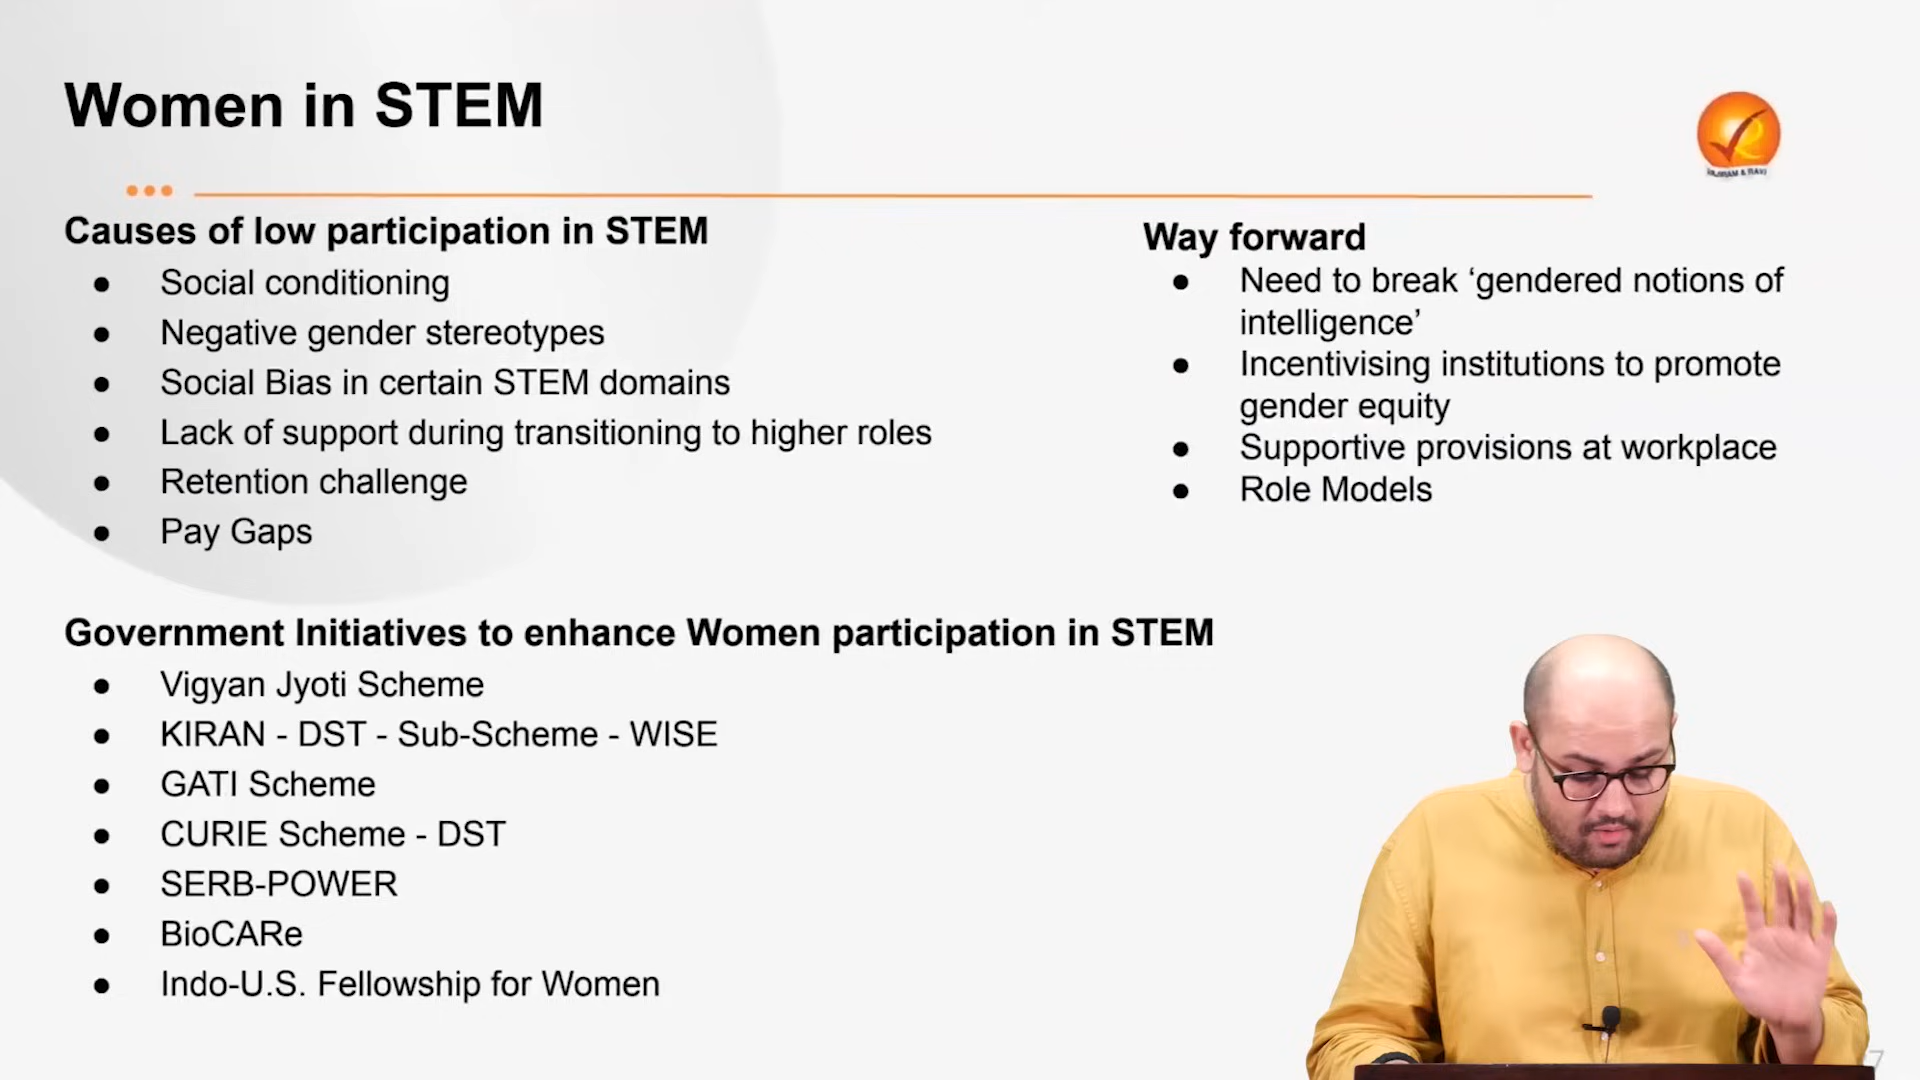 Women in STEM
VAJIRAM & RAVI
Causes of low participation in STEM
● Social conditioning
● Negative gender stereotypes
● Social Bias in certain STEM domains
● Lack of support during transitioning to higher roles
● Retention challenge
● Pay Gaps
Way forward
● Need to break ‘gendered notions of
intelligence’
● Incentivising institutions to promote
gender equity
● Supportive provisions at workplace
● Role Models
Government Initiatives to enhance Women participation in STEM
● Vigyan Jyoti Scheme
● KIRAN - DST - Sub-Scheme - WISE
● GATI Scheme
● CURIE Scheme - DST
● SERB-POWER
● BioCARe
● Indo-U.S. Fellowship for Women